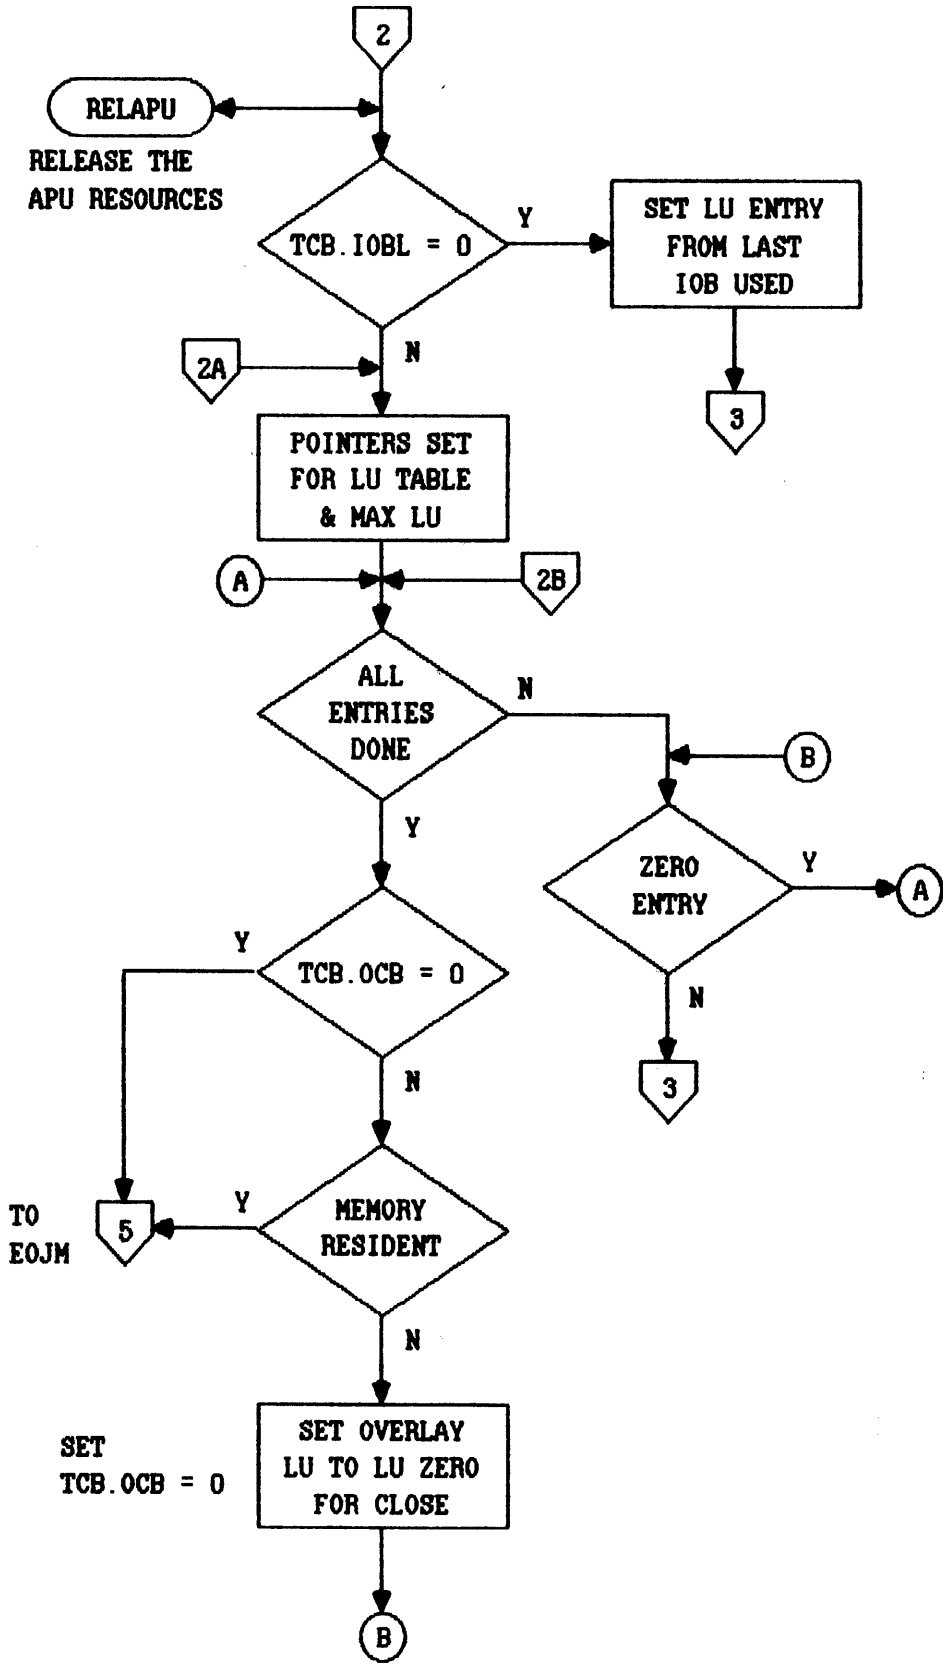 2
RELAPU
RELEASE THE
APU RESOURCES
TCB.IOBL = 0
Y
SET LU ENTRY
FROM LAST
IOB USED
N
2A
3
POINTERS SET
FOR LU TABLE
& MAX LU
A
2B
ALL
ENTRIES
DONE
N
B
Y
ZERO
ENTRY
Y
A
Y
TCB.OCB = 0
N
N
3
MEMORY
RESIDENT
Y
TO
EOJM
5
N
SET OVERLAY
LU TO LU ZERO
FOR CLOSE
SET
TCB.OCB = 0
B